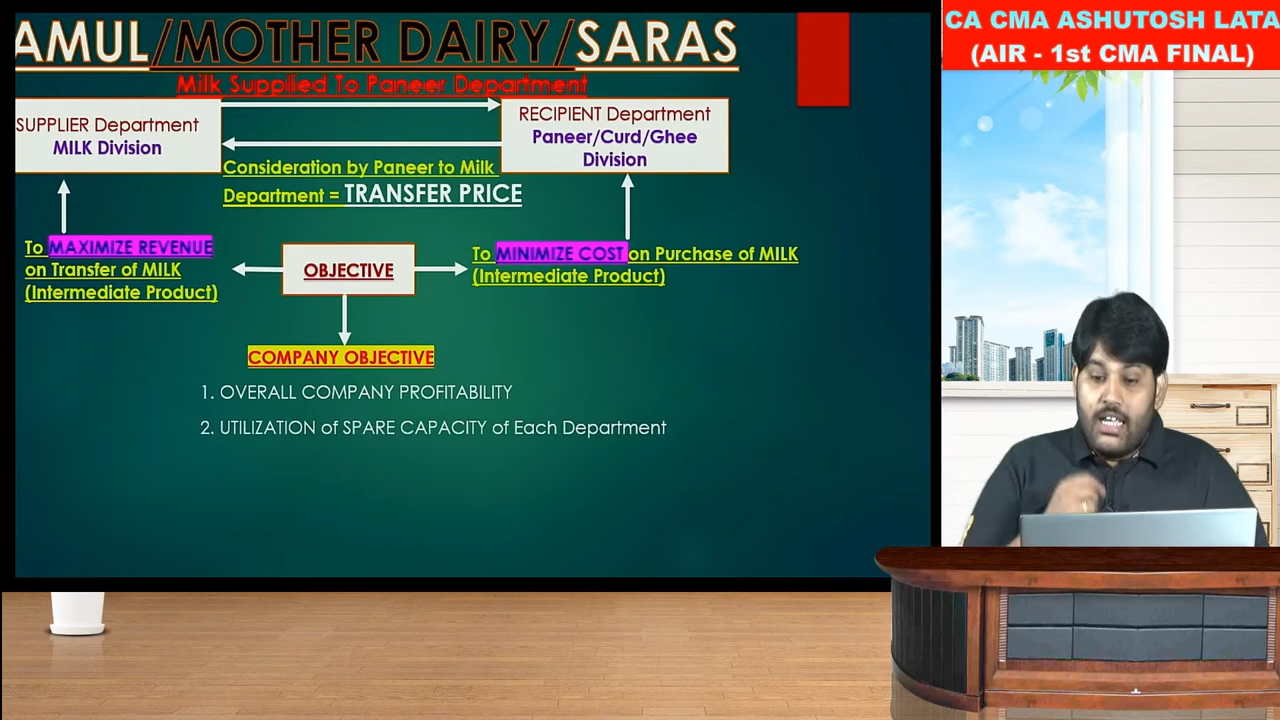 AMUL/MOTHER DAIRY/SARAS
Milk Supplied To Paneer Department
SUPPLIER Department
MILK Division
RECIPIENT Department
Paneer/Curd/Ghee
Division
Consideration by Paneer to Milk
Department = TRANSFER PRICE
To MAXIMIZE REVENUE
on Transfer of MILK
(Intermediate Product)
OBJECTIVE
To MINIMIZE COST on Purchase of MILK
(Intermediate Product)
COMPANY OBJECTIVE
1. OVERALL COMPANY PROFITABILITY
2. UTILIZATION of SPARE CAPACITY of Each Department
CA CMA ASHUTOSH LATA
(AIR - 1st CMA FINAL)